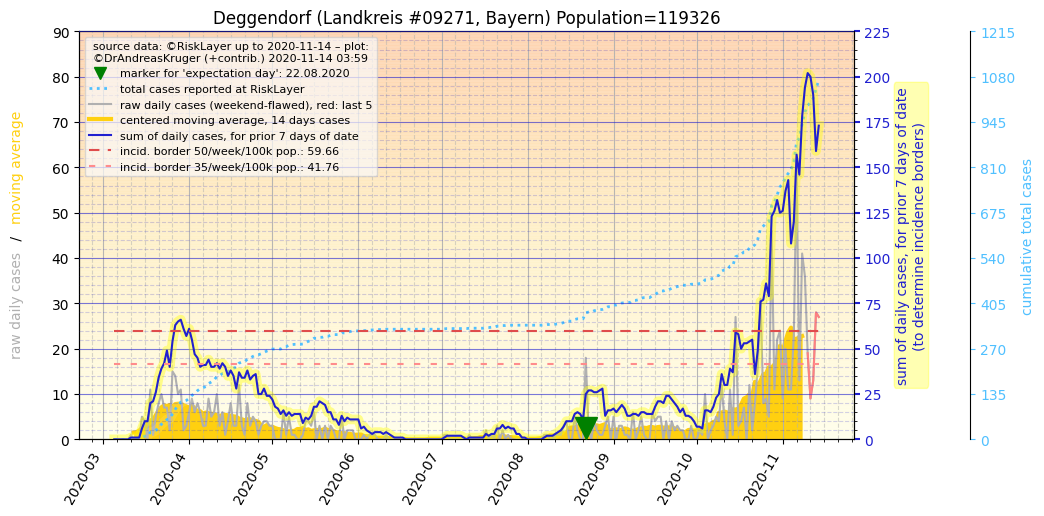 Deggendorf (Landkreis #09271, Bayern) Population=119326
source data: ©RiskLayer up to 2020-11-14 – plot:
©DrAndreasKruger (+contrib.) 2020-11-14 03:59
marker for 'expectation day': 22.08.2020
total cases reported at RiskLayer
raw daily cases (weekend-flawed), red: last 5
centered moving average, 14 days cases
sum of daily cases, for prior 7 days of date
incid. border 50/week/100k pop.: 59.66
incid. border 35/week/100k pop.: 41.76
raw daily cases / moving average
90
80
70
60
50
40
30
20
10
0
2020-03
2020-04
2020-05
2020-06
2020-07
2020-08
2020-09
2020-10
2020-11
225
200
175
150
125
100
75
50
25
0
sum of daily cases, for prior 7 days of date
(to determine incidence borders)
1215
1080
945
810
675
540
405
270
135
0
cumulative total cases